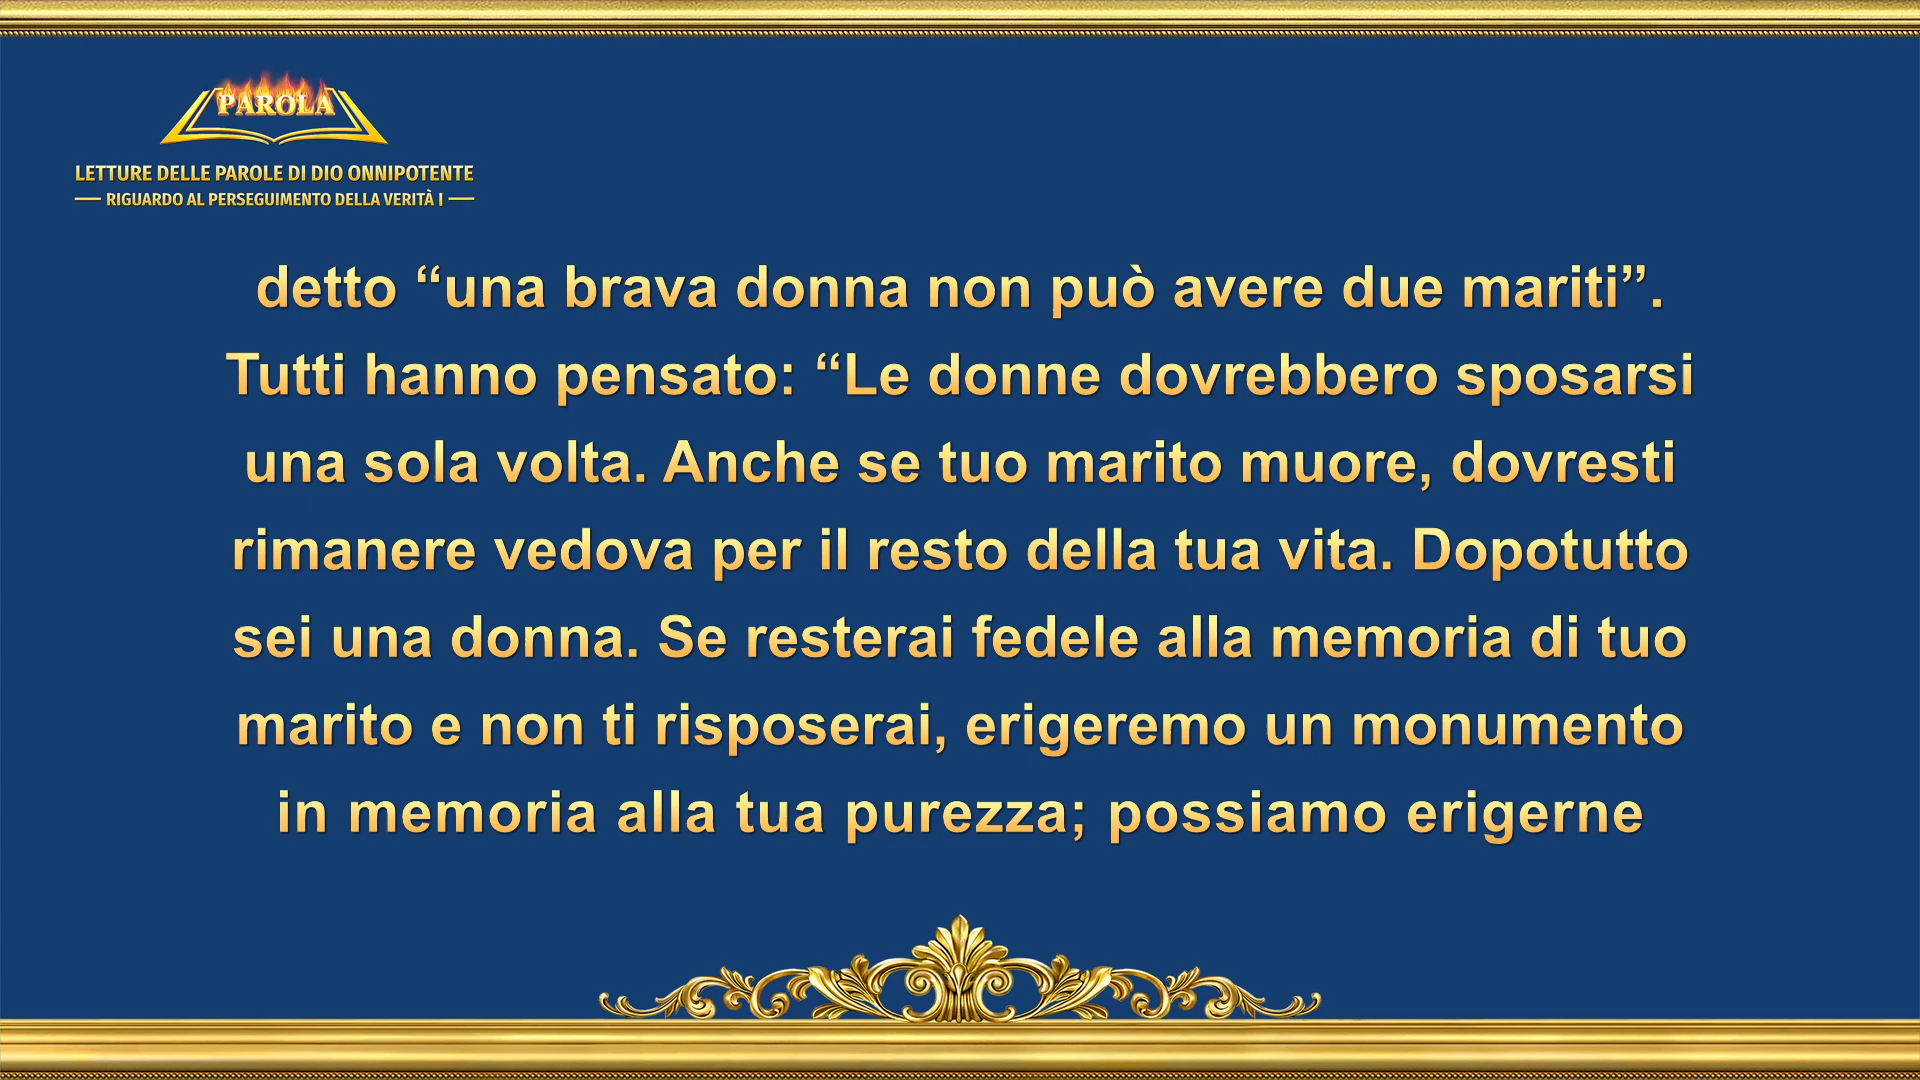 PAROLA
LETTURE DELLE PAROLE DI DIO ONNIPOTENTE
RIGUARDO AL PERSEGUIMENTO DELLA VERITÀ I
detto “una brava donna non può avere due mariti”.
Tutti hanno pensato: “Le donne dovrebbero sposarsi
una sola volta. Anche se tuo marito muore, dovresti
rimanere vedova per il resto della tua vita. Dopotutto
sei una donna. Se resterai fedele alla memoria di tuo
marito e non ti risposerai, erigeremo un monumento
in memoria alla tua purezza; possiamo erigerne